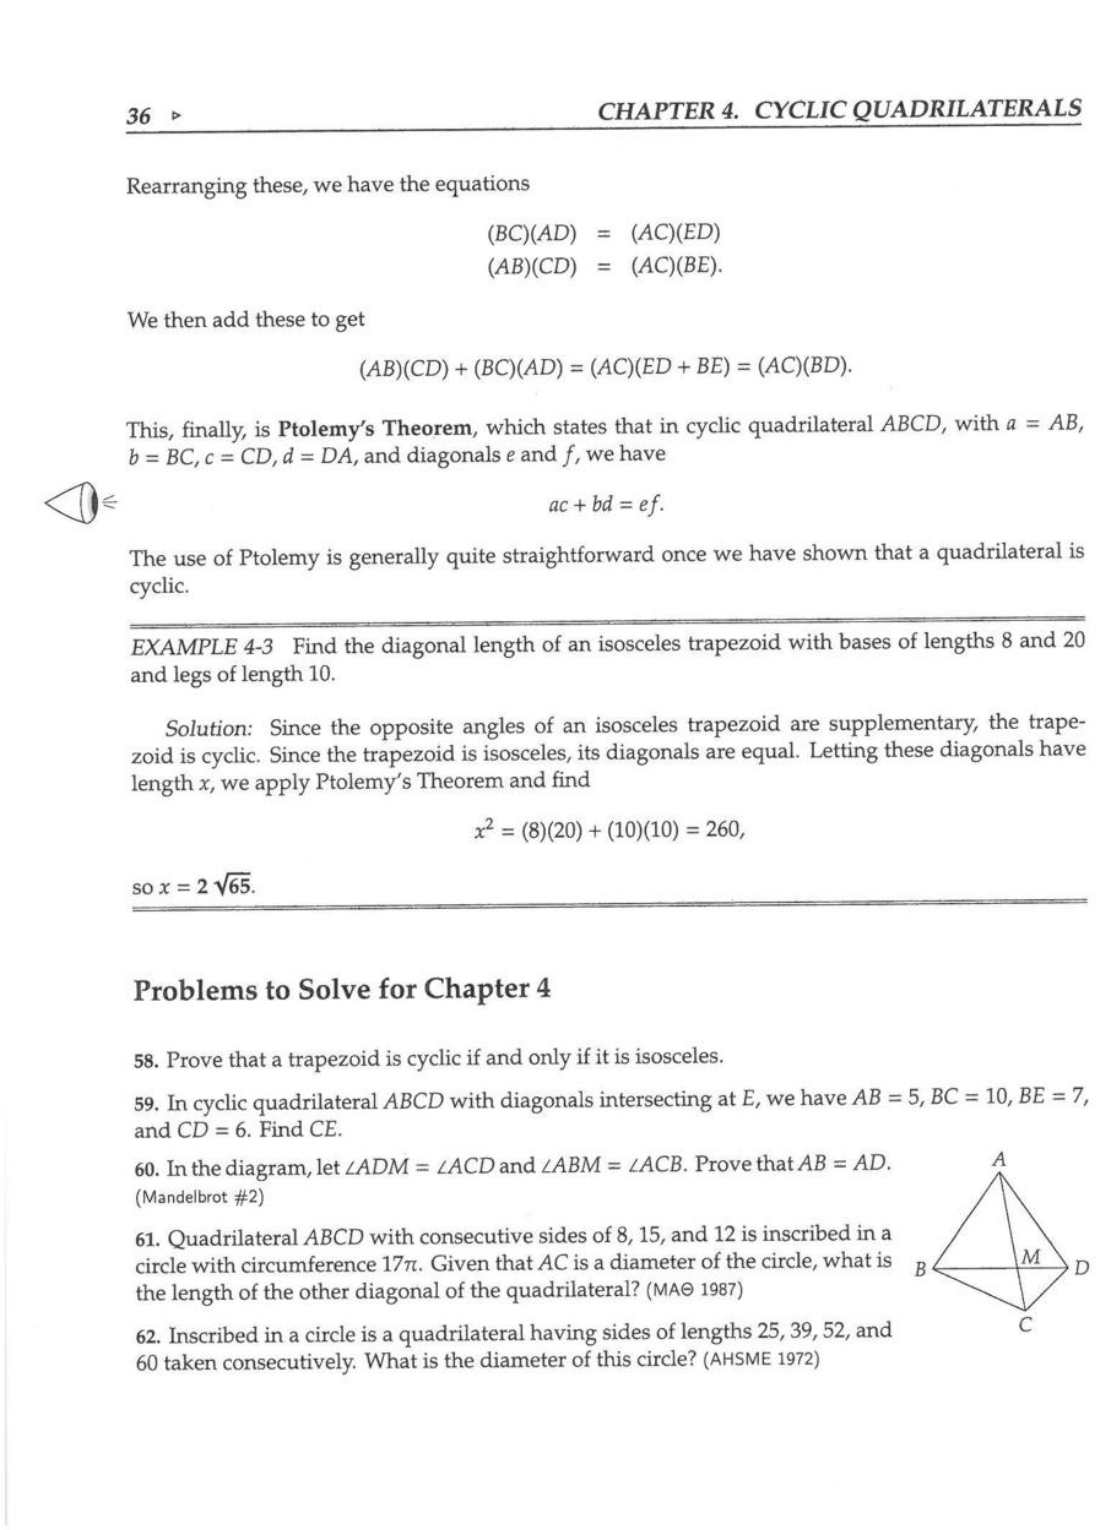 36 ▹ CHAPTER 4. CYCLIC QUADRILATERALS
Rearranging these, we have the equations
(BC)(AD) = (AC)(ED)
(AB)(CD) = (AC)(BE).
We then add these to get
(AB)(CD) + (BC)(AD) = (AC)(ED + BE) = (AC)(BD).
This, finally, is Ptolemy's Theorem, which states that in cyclic quadrilateral ABCD, with a = AB,
b = BC, c = CD, d = DA, and diagonals e and f, we have
ac + bd = ef.
The use of Ptolemy is generally quite straightforward once we have shown that a quadrilateral is
cyclic.
EXAMPLE 4-3 Find the diagonal length of an isosceles trapezoid with bases of lengths 8 and 20
and legs of length 10.
Solution: Since the opposite angles of an isosceles trapezoid are supplementary, the trape-
zoid is cyclic. Since the trapezoid is isosceles, its diagonals are equal. Letting these diagonals have
length x, we apply Ptolemy's Theorem and find
x² = (8)(20) + (10)(10) = 260,
so x = 2√65.
Problems to Solve for Chapter 4
58. Prove that a trapezoid is cyclic if and only if it is isosceles.
59. In cyclic quadrilateral ABCD with diagonals intersecting at E, we have AB = 5, BC = 10, BE = 7,
and CD = 6. Find CE.
60. In the diagram, let ∠ADM = ∠ACD and ∠ABM = ∠ACB. Prove that AB = AD.
(Mandelbrot #2)
61. Quadrilateral ABCD with consecutive sides of 8, 15, and 12 is inscribed in a
circle with circumference 17π. Given that AC is a diameter of the circle, what is
the length of the other diagonal of the quadrilateral? (MAΘ 1987)
62. Inscribed in a circle is a quadrilateral having sides of lengths 25, 39, 52, and
60 taken consecutively. What is the diameter of this circle? (AHSME 1972)
A
B
M
D
C